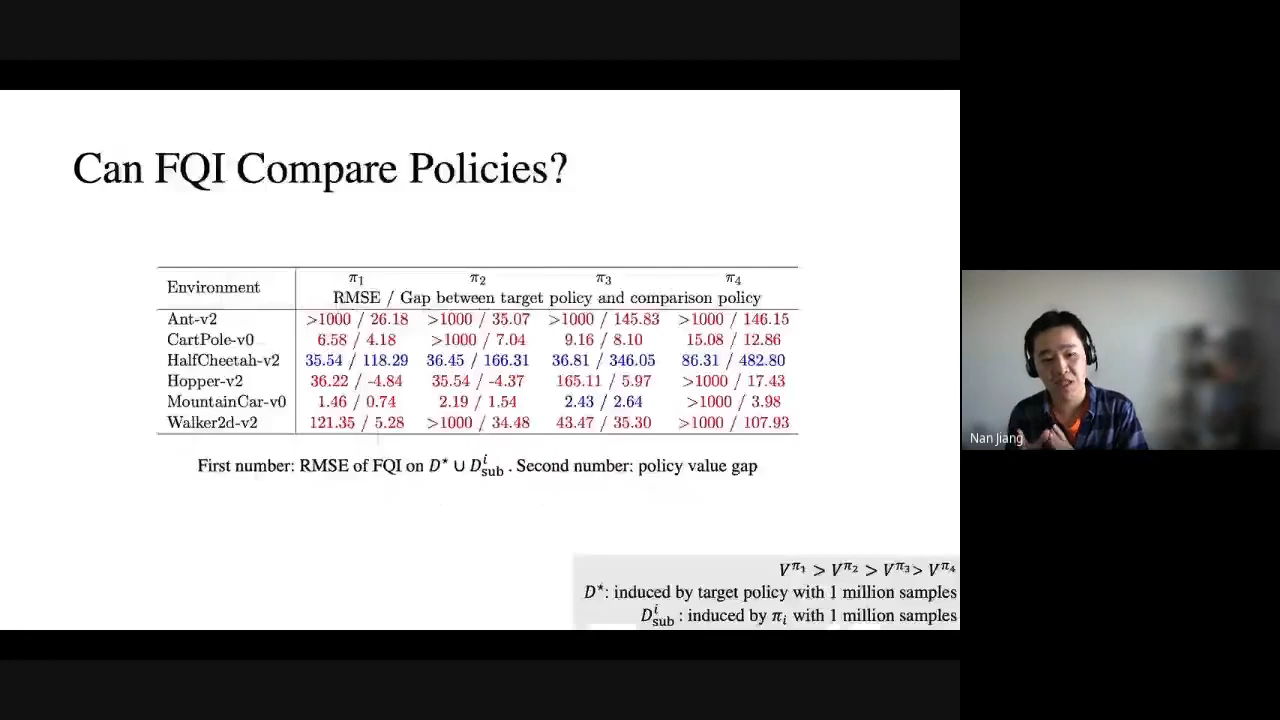 Can FQI Compare Policies?
Environment π₁ π₂ π₃ π₄
RMSE / Gap between target policy and comparison policy
Ant-v2 >1000 / 26.18 >1000 / 35.07 >1000 / 145.83 >1000 / 146.15
CartPole-v0 6.58 / 4.18 >1000 / 7.04 9.16 / 8.10 15.08 / 12.86
HalfCheetah-v2 35.54 / 118.29 36.45 / 166.31 36.81 / 346.05 86.31 / 482.80
Hopper-v2 36.22 / -4.84 35.54 / -4.37 165.11 / 5.97 >1000 / 17.43
MountainCar-v0 1.46 / 0.74 2.19 / 1.54 2.43 / 2.64 >1000 / 3.98
Walker2d-v2 121.35 / 5.28 >1000 / 34.48 43.47 / 35.30 >1000 / 107.93
First number: RMSE of FQI on D* ∪ Dⁱsub . Second number: policy value gap
V^π₁ > V^π₂ > V^π₃ > V^π₄
D*: induced by target policy with 1 million samples
Dⁱsub : induced by πᵢ with 1 million samples
Nan Jiang